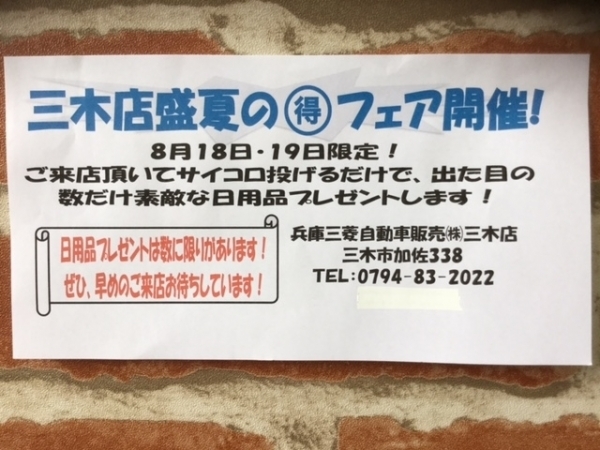 三木店盛夏の㊝フェア開催!
8月18日・19日限定!
ご来店頂いてサイコロ投げるだけで、出た目の
数だけ素敵な日用品プレゼントします!
日用品プレゼントは数に限りがあります!
ぜひ、早めのご来店お待ちしています!
兵庫三菱自動車販売㈱三木店
三木市加佐338
TEL:0794-83-2022